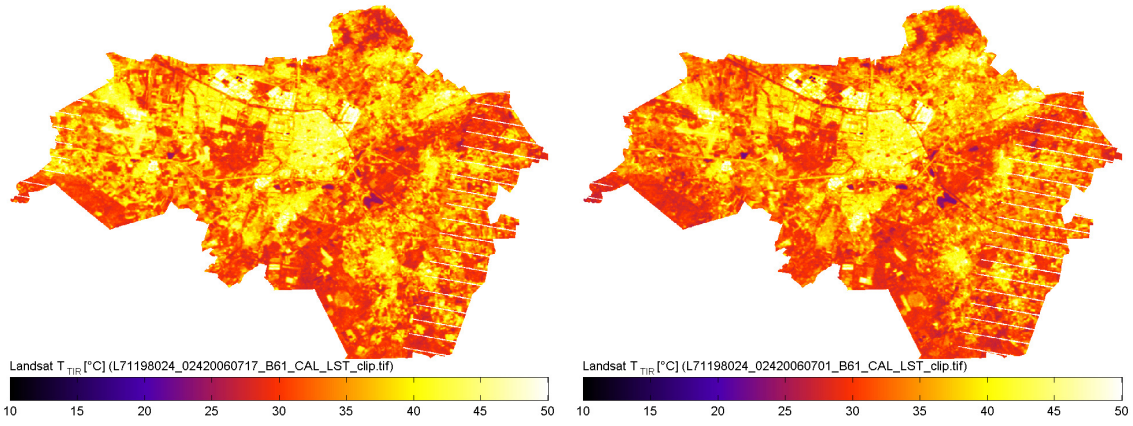 Landsat T TIR [°C] (L71198024_02420060717_B61_CAL_LST_clip.tif)
10 15 20 25 30 35 40 45 50
Landsat T TIR [°C] (L71198024_02420060701_B61_CAL_LST_clip.tif)
10 15 20 25 30 35 40 45 50